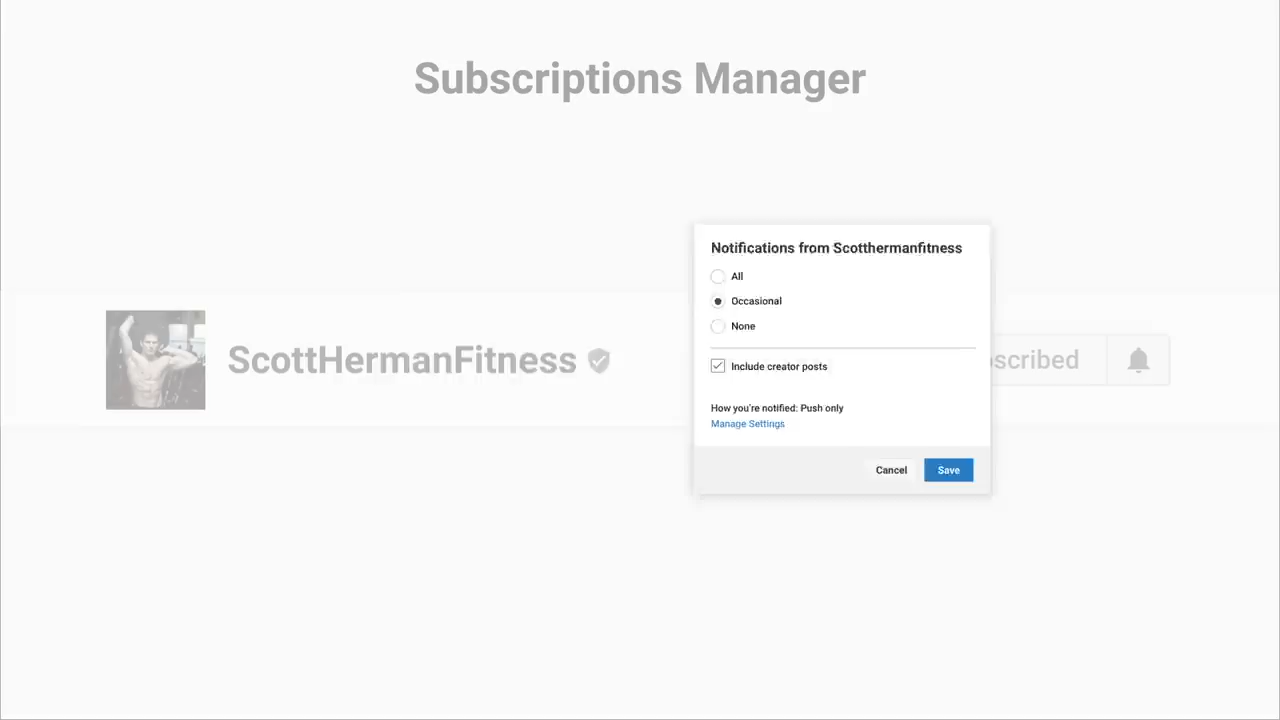 Subscriptions Manager
Notifications from Scotthermanfitness
All
Occasional
None
ScottHermanFitness
scribed
Include creator posts
How you're notified: Push only
Manage Settings
Cancel
Save